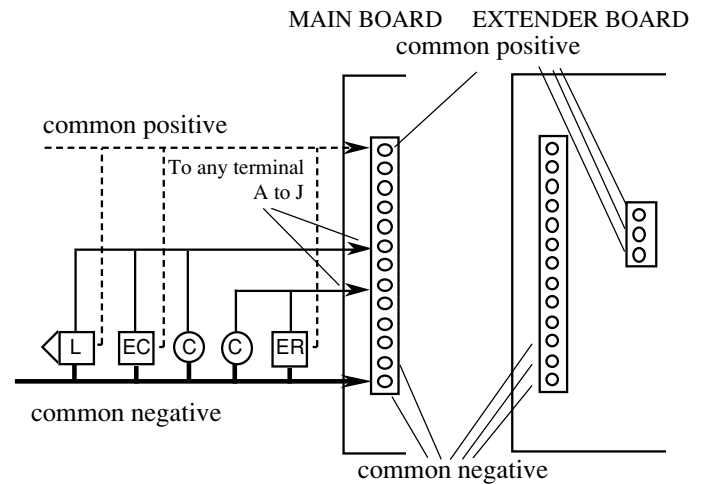 MAIN BOARD EXTENDER BOARD
common positive
common positive
To any terminal
A to J
L EC C C ER
common negative
common negative